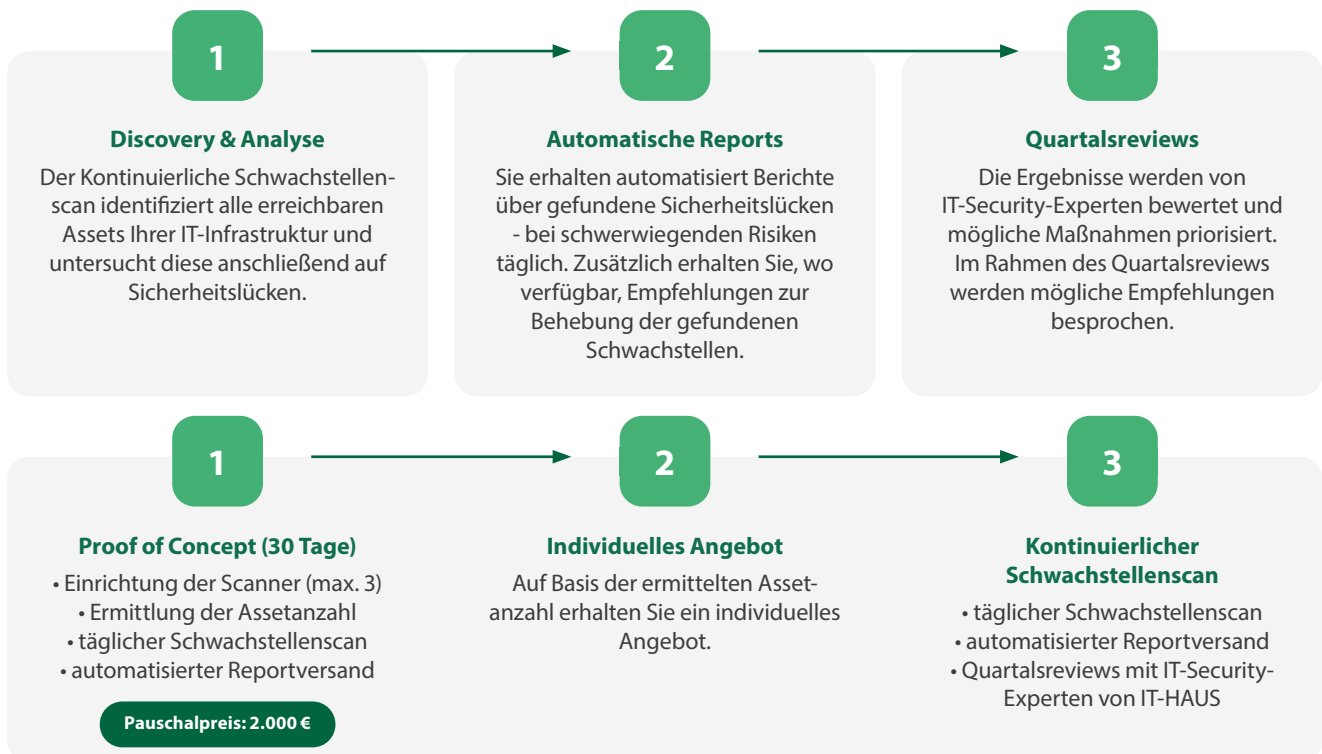 1
Discovery & Analyse
Der Kontinuierliche Schwachstellen-
scan identifiziert alle erreichbaren
Assets Ihrer IT-Infrastruktur und
untersucht diese anschließend auf
Sicherheitslücken.
2
Automatische Reports
Sie erhalten automatisiert Berichte
über gefundene Sicherheitslücken
- bei schwerwiegenden Risiken
täglich. Zusätzlich erhalten Sie, wo
verfügbar, Empfehlungen zur
Behebung der gefundenen
Schwachstellen.
3
Quartalsreviews
Die Ergebnisse werden von
IT-Security-Experten bewertet und
mögliche Maßnahmen priorisiert.
Im Rahmen des Quartalsreviews
werden mögliche Empfehlungen
besprochen.
1
Proof of Concept (30 Tage)
• Einrichtung der Scanner (max. 3)
• Ermittlung der Assetanzahl
• täglicher Schwachstellenscan
• automatisierter Reportversand
Pauschalpreis: 2.000 €
2
Individuelles Angebot
Auf Basis der ermittelten Asset-
anzahl erhalten Sie ein individuelles
Angebot.
3
Kontinuierlicher
Schwachstellenscan
• täglicher Schwachstellenscan
• automatisierter Reportversand
• Quartalsreviews mit IT-Security-
Experten von IT-HAUS